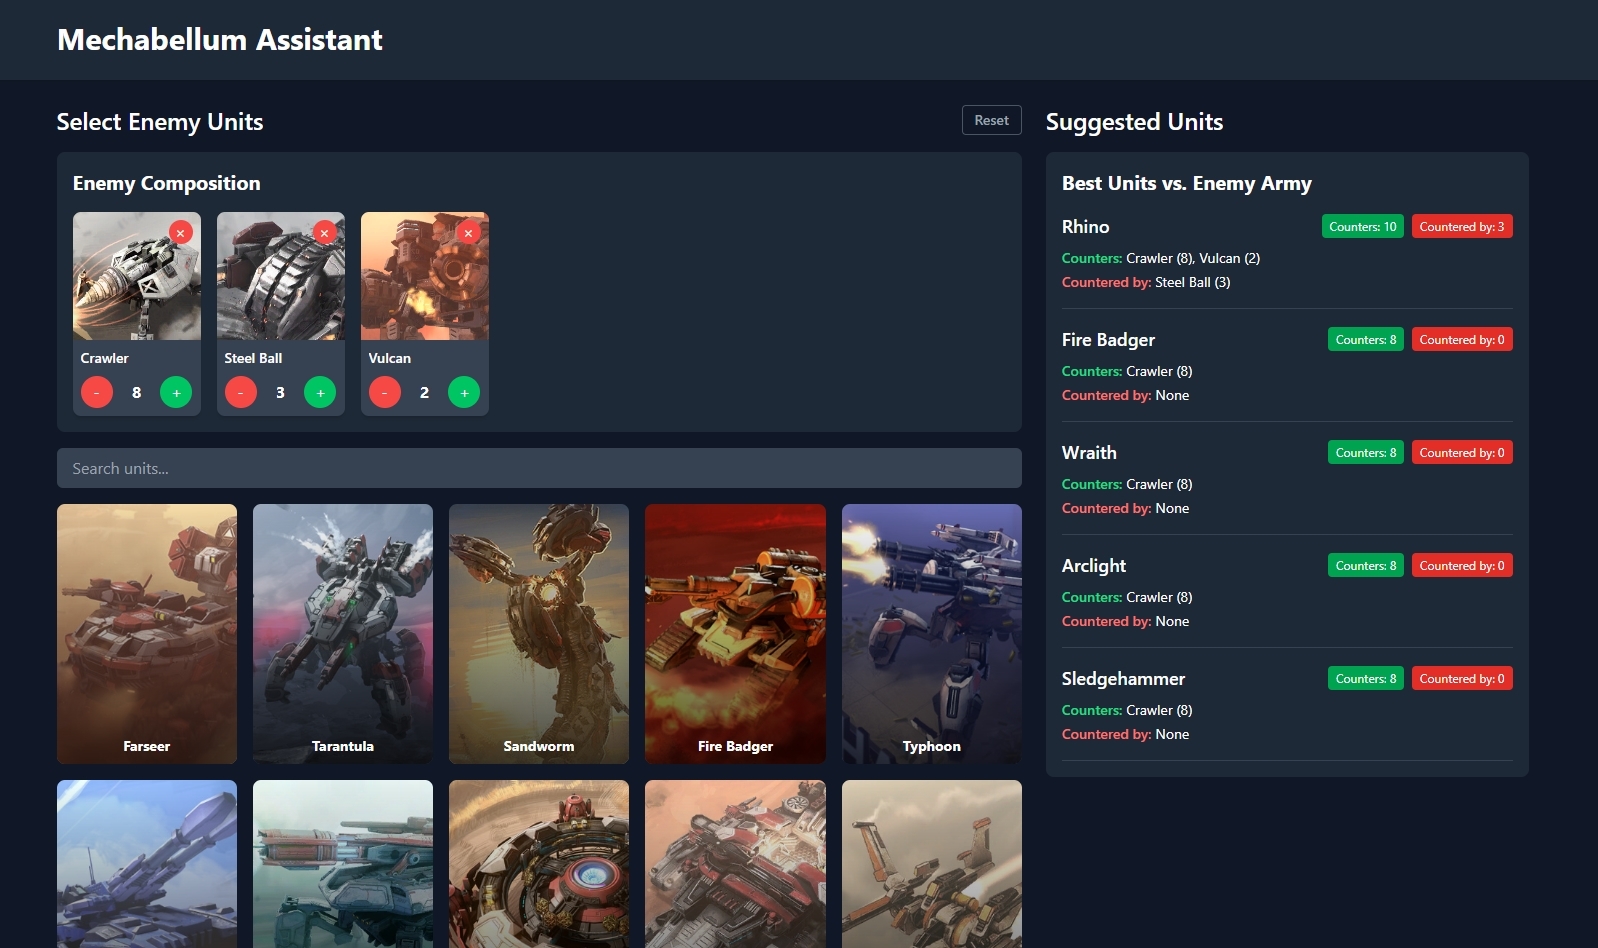 Mechabellum Assistant
Select Enemy Units
Reset
Enemy Composition
×
×
×
Crawler
Steel Ball
Vulcan
- 8 +
- 3 +
- 2 +
Search units...
Farseer
Tarantula
Sandworm
Fire Badger
Typhoon
Suggested Units
Best Units vs. Enemy Army
Rhino
Counters: 10
Countered by: 3
Counters: Crawler (8), Vulcan (2)
Countered by: Steel Ball (3)
Fire Badger
Counters: 8
Countered by: 0
Counters: Crawler (8)
Countered by: None
Wraith
Counters: 8
Countered by: 0
Counters: Crawler (8)
Countered by: None
Arclight
Counters: 8
Countered by: 0
Counters: Crawler (8)
Countered by: None
Sledgehammer
Counters: 8
Countered by: 0
Counters: Crawler (8)
Countered by: None